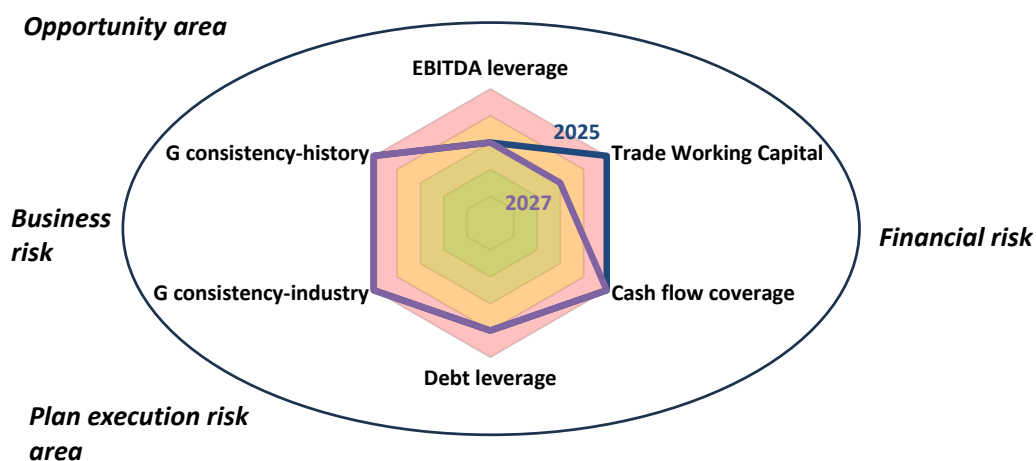 Opportunity area
EBITDA leverage
2025
G consistency-history
Trade Working Capital
2027
Business
risk
Financial risk
G consistency-industry
Cash flow coverage
Debt leverage
Plan execution risk
area